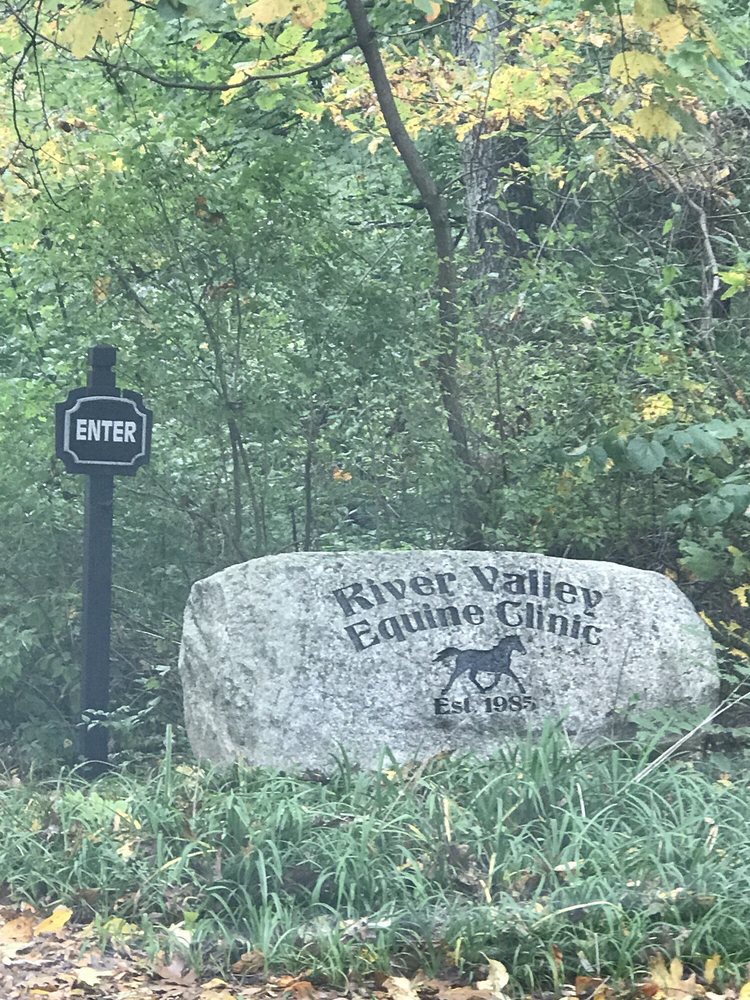 ENTER
River Valley
Equine Clinic
Est. 1985